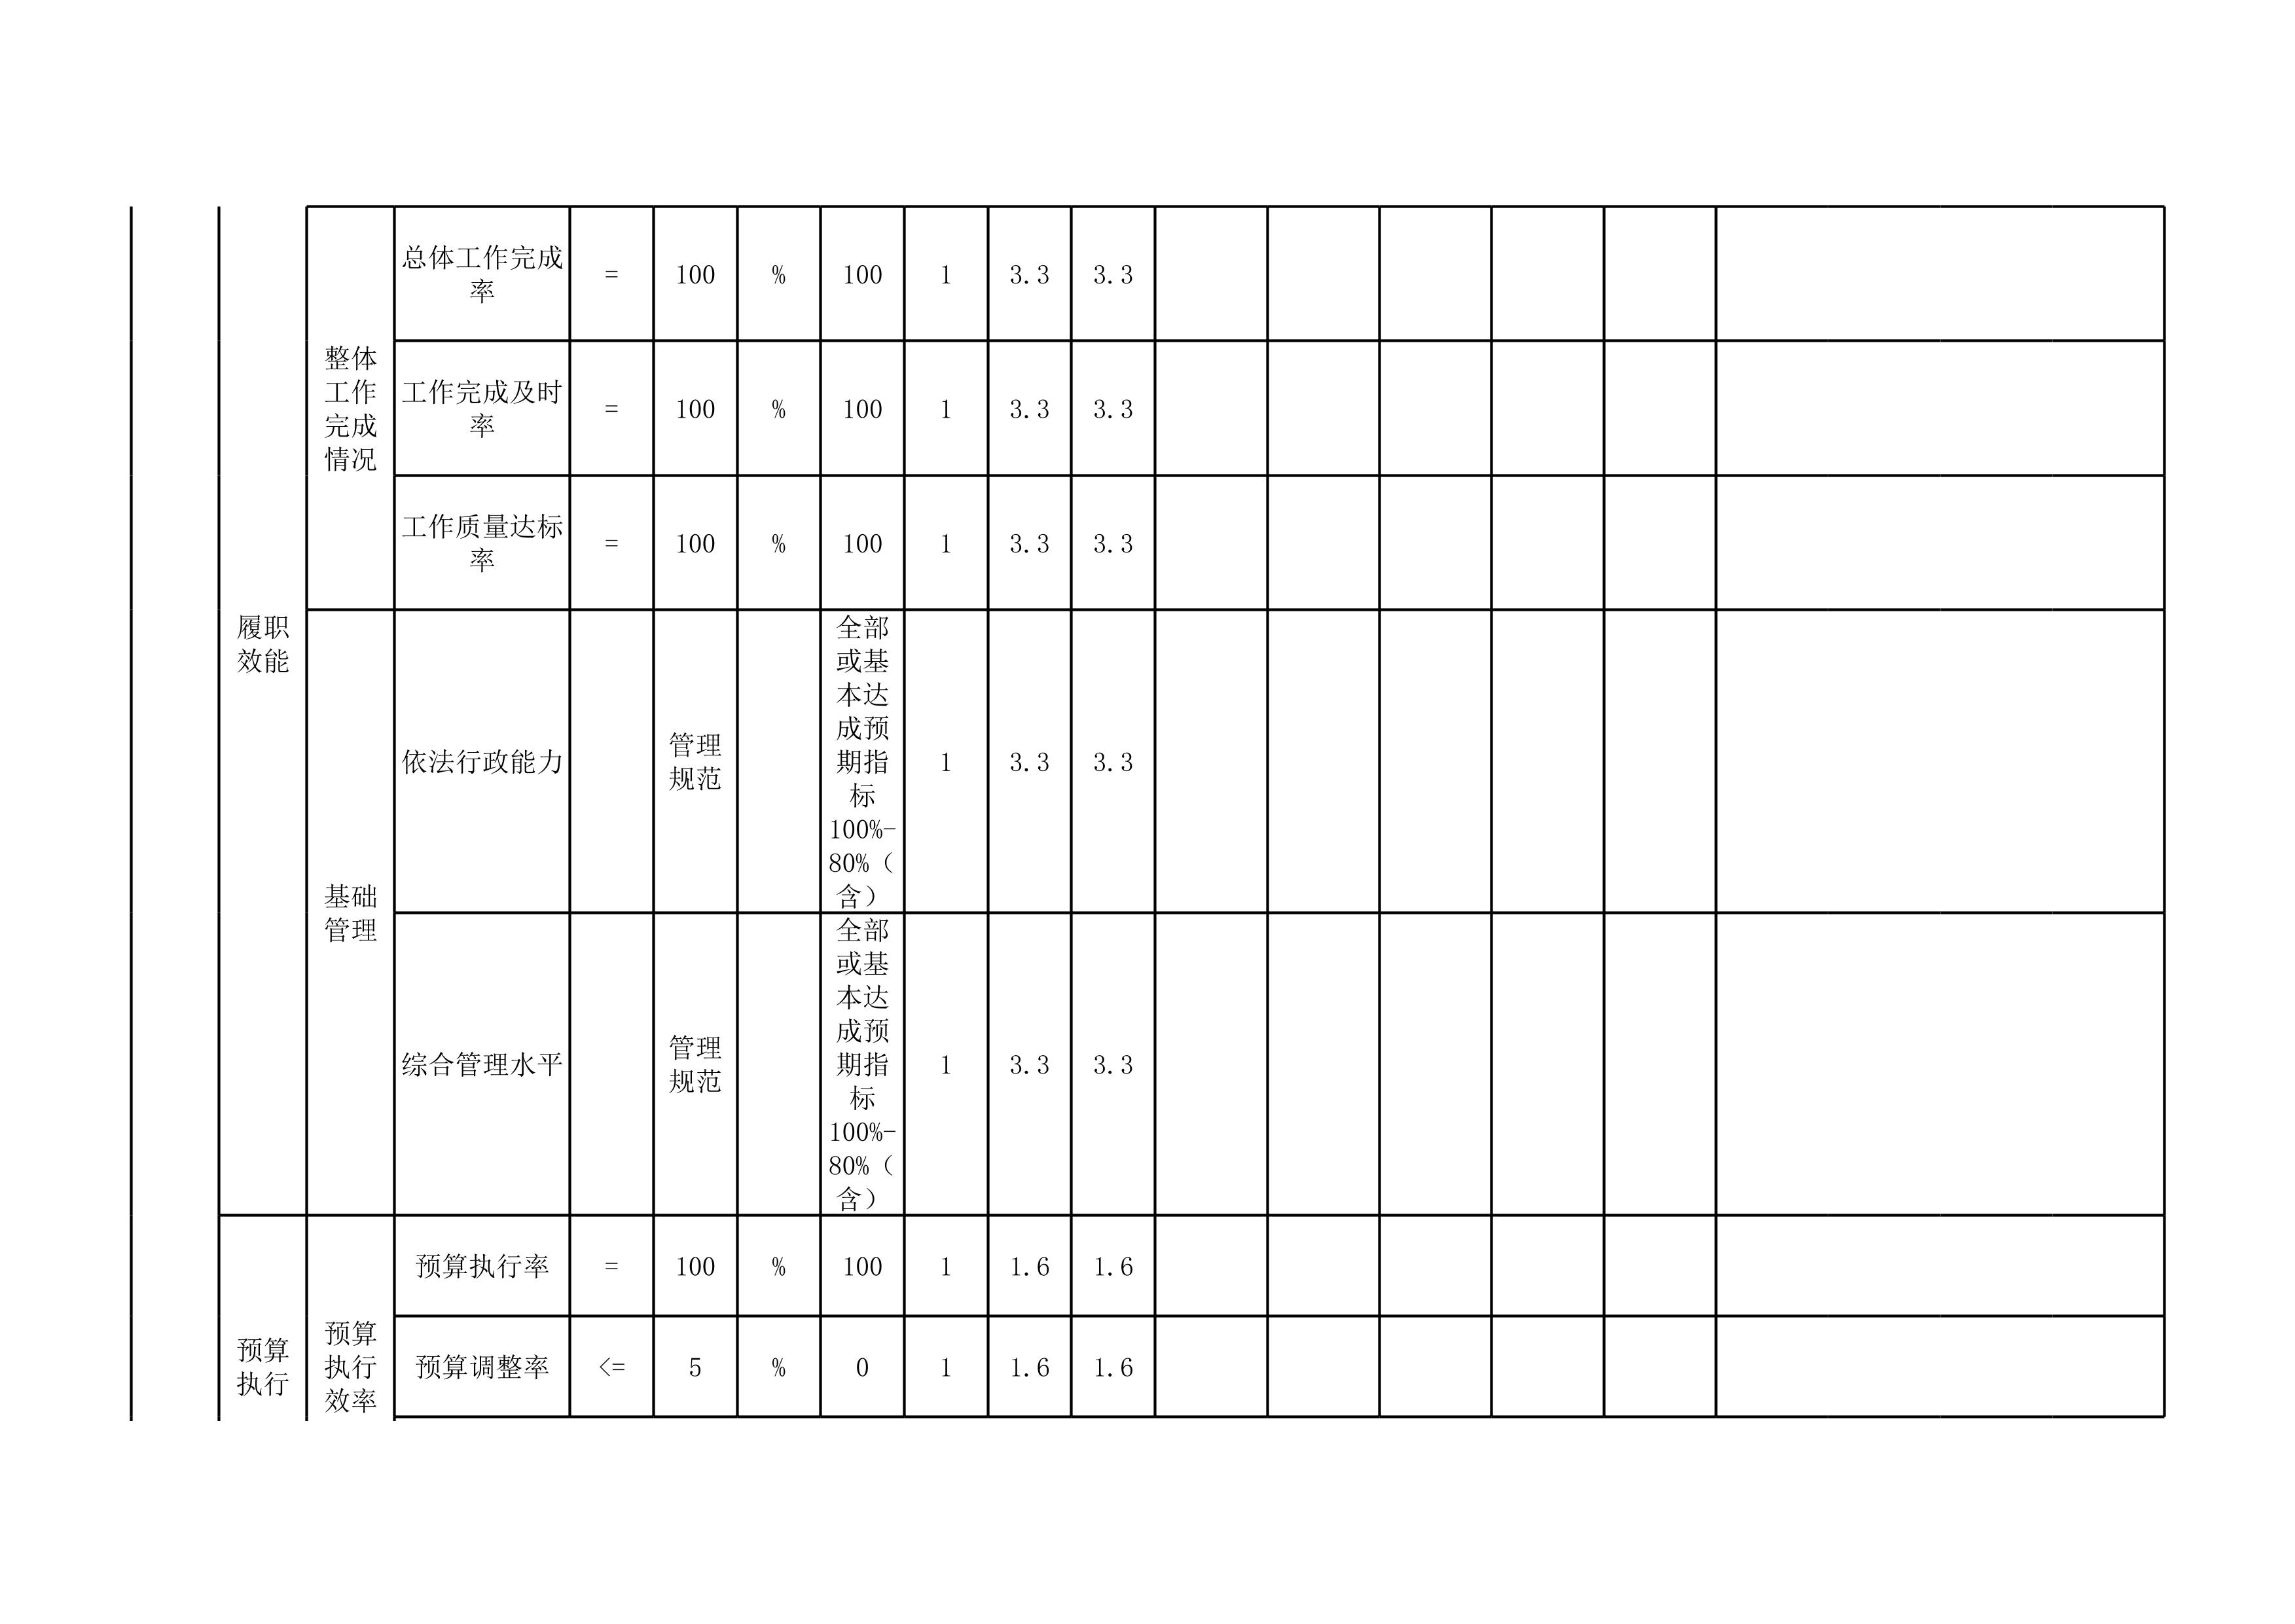 履职
效能
整体
工作
完成
情况
总体工作完成
率
=
100
%
100
1
3.3
3.3
工作完成及时
率
=
100
%
100
1
3.3
3.3
工作质量达标
率
=
100
%
100
1
3.3
3.3
基础
管理
依法行政能力
管理
规范
全部
或基
本达
成预
期指
标
100%-
80%（
含）
1
3.3
3.3
综合管理水平
管理
规范
全部
或基
本达
成预
期指
标
100%-
80%（
含）
1
3.3
3.3
预算
执行
预算
执行
效率
预算执行率
=
100
%
100
1
1.6
1.6
预算调整率
<=
5
%
0
1
1.6
1.6